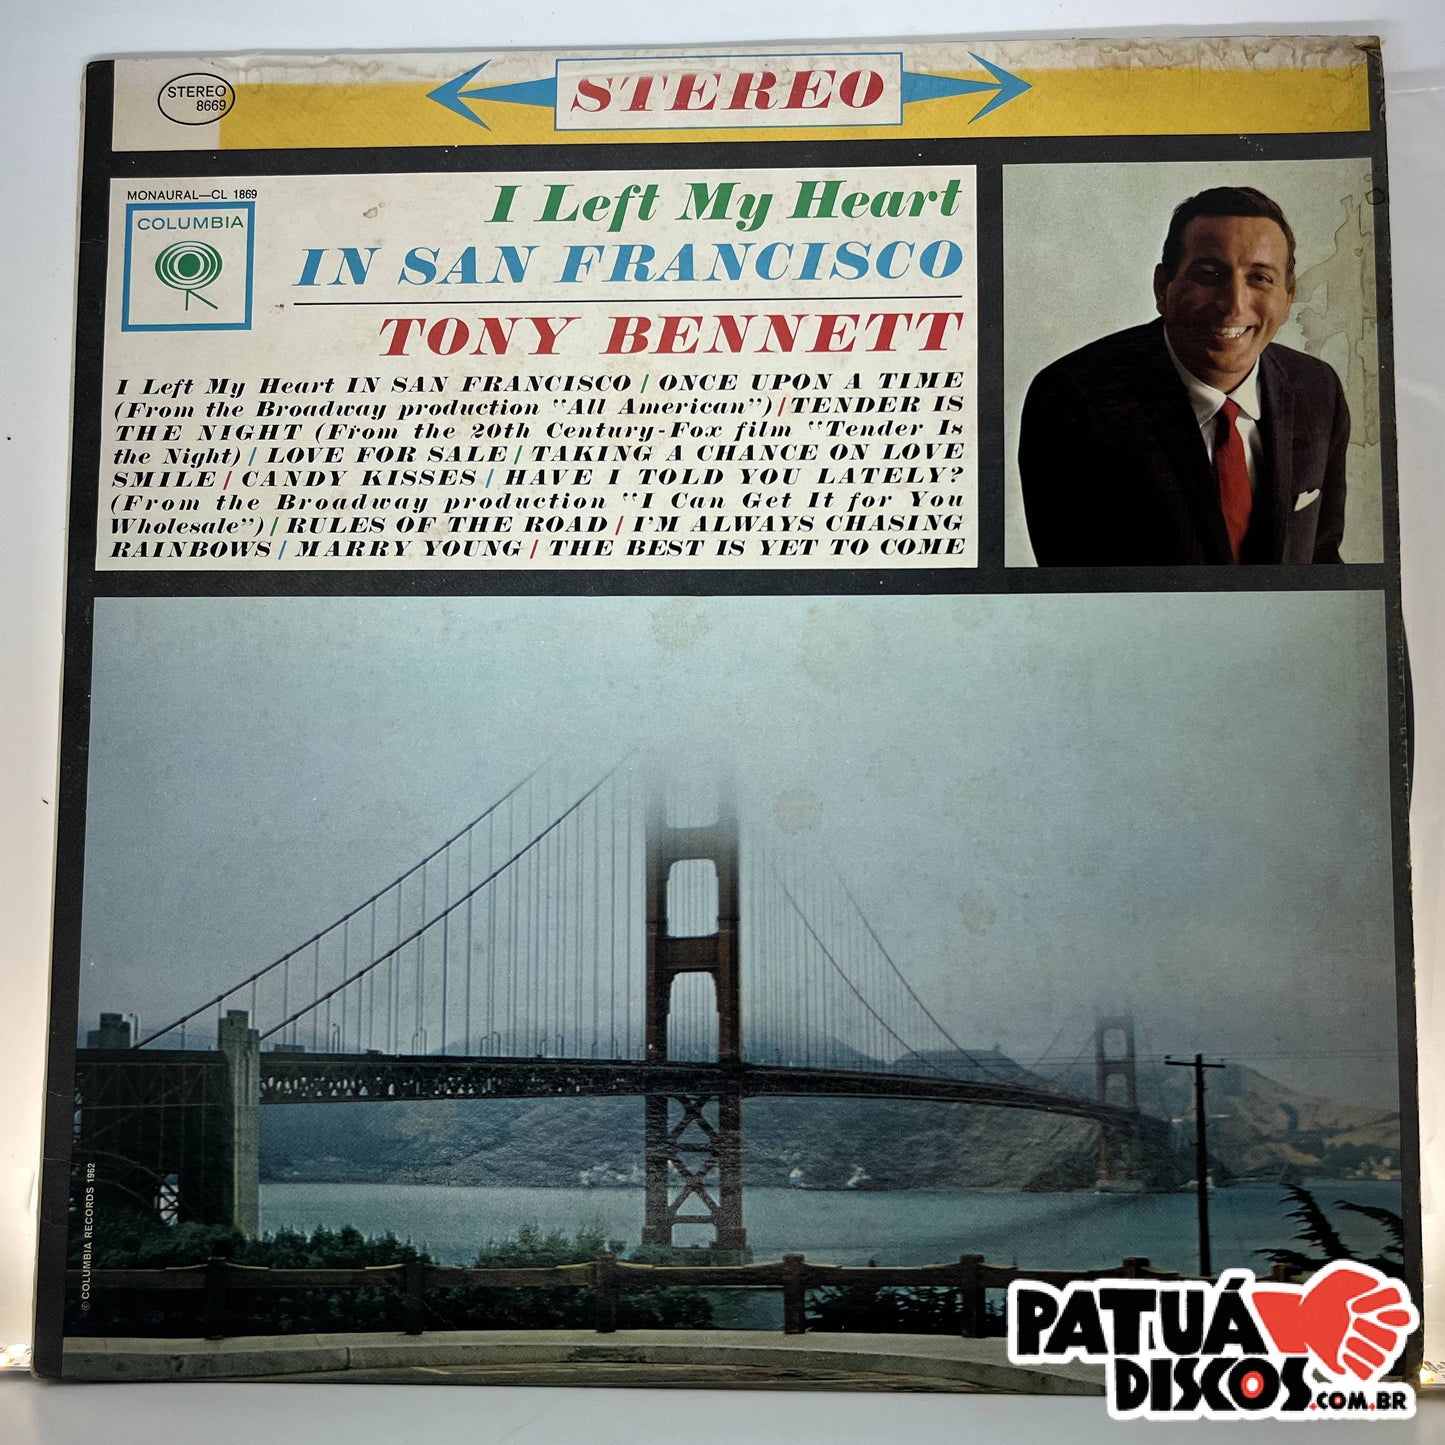 STEREO
8669
STEREO
MONAURAL—CL 1869
COLUMBIA
I Left My Heart
IN SAN FRANCISCO
TONY BENNETT
I Left My Heart IN SAN FRANCISCO / ONCE UPON A TIME
(From the Broadway production "All American") / TENDER IS
THE NIGHT (From the 20th Century-Fox film "Tender Is
the Night) / LOVE FOR SALE / TAKING A CHANCE ON LOVE
SMILE / CANDY KISSES / HAVE I TOLD YOU LATELY?
(From the Broadway production "I Can Get It for You
Wholesale") / RULES OF THE ROAD / I'M ALWAYS CHASING
RAINBOWS / MARRY YOUNG / THE BEST IS YET TO COME
© COLUMBIA RECORDS 1962
PATUÁ
DISCOS.COM.BR